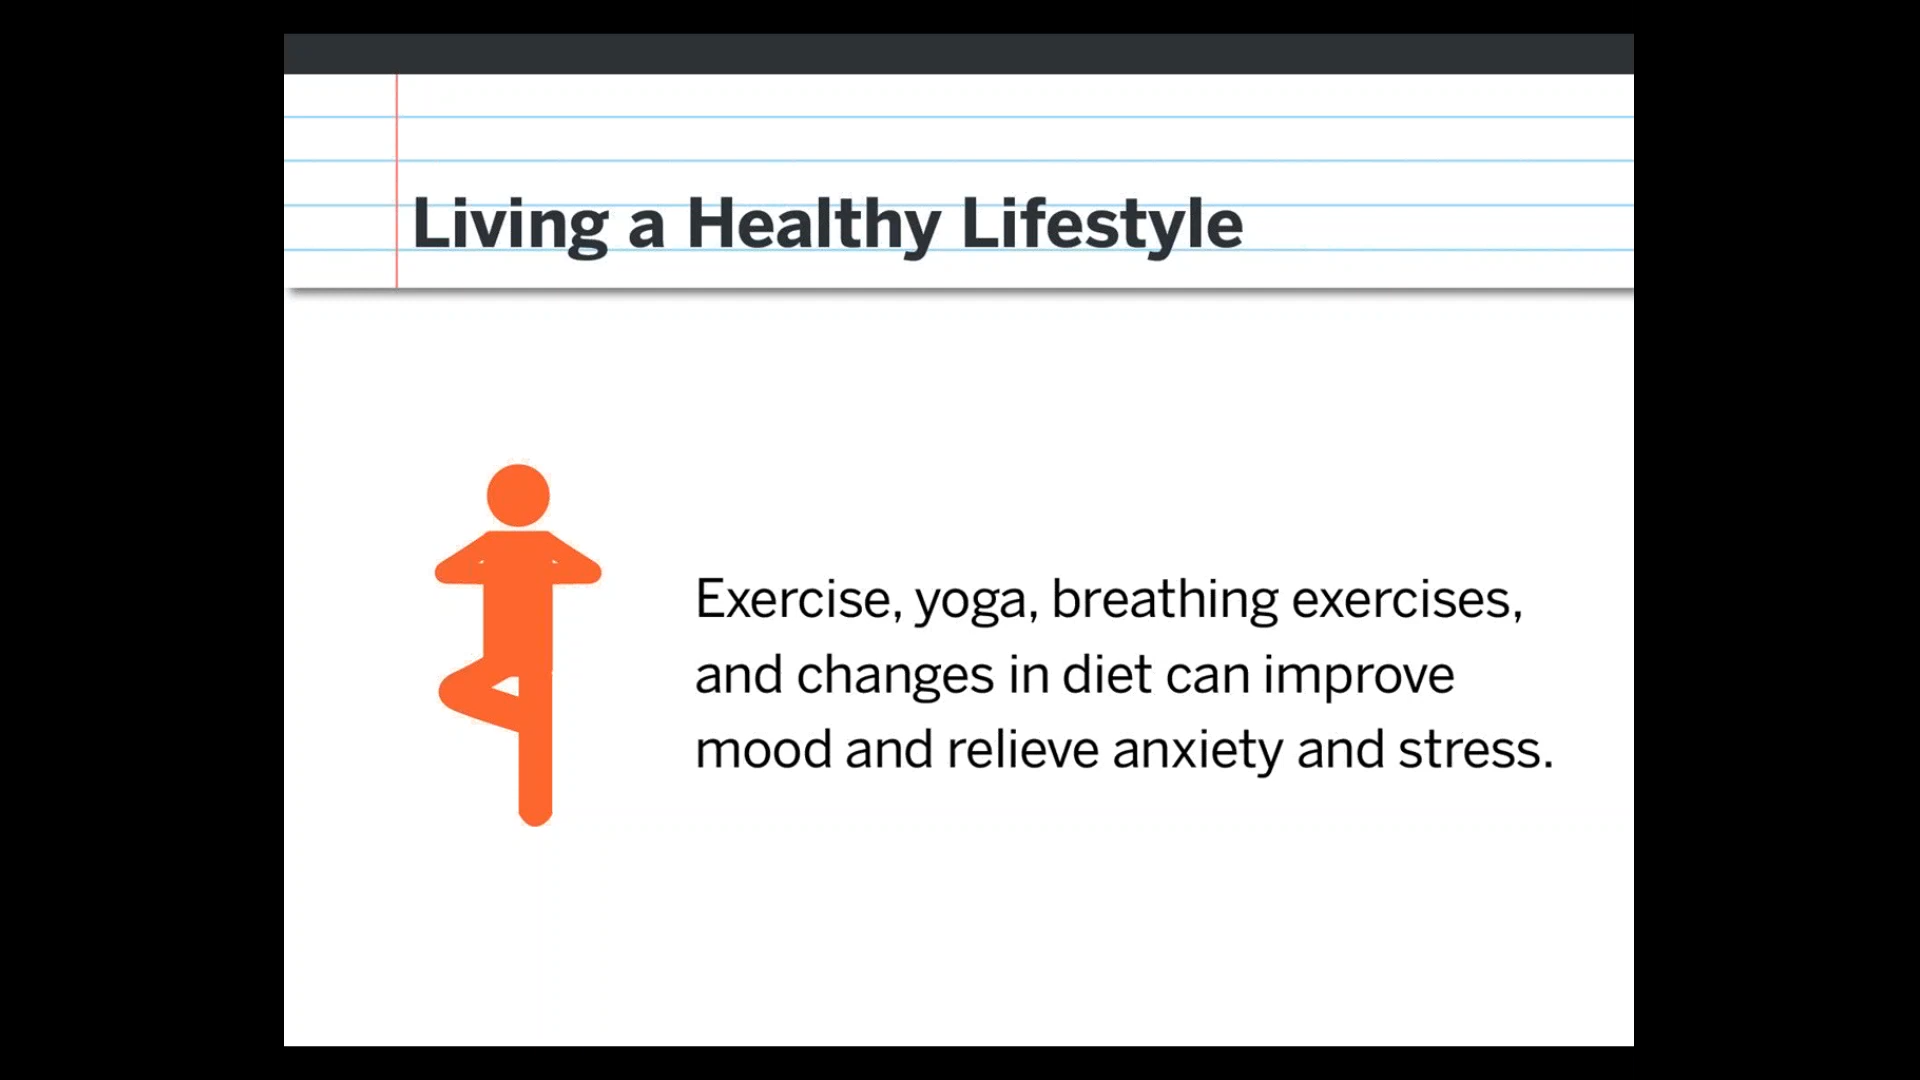 Living a Healthy Lifestyle
Exercise, yoga, breathing exercises,
and changes in diet can improve
mood and relieve anxiety and stress.